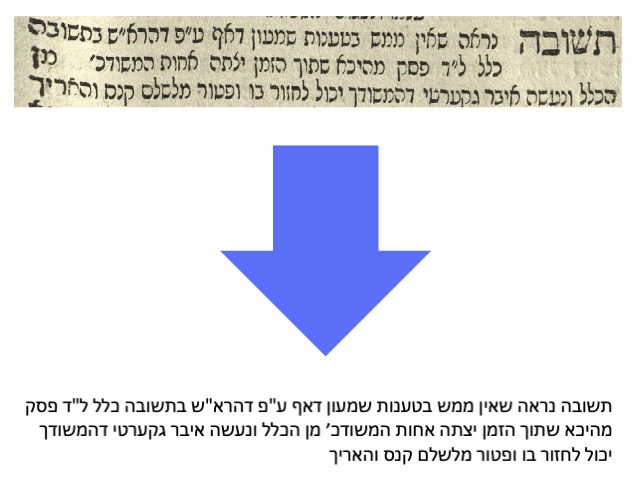 תשובה נראה שאין ממש בטענות שמעון דאף ע"פ דהרא"ש בתשובה
כלל ל"ד פסק מהיכא שתוך הזמן יצתה אחות המשודכ׳ מן
הכלל ונעשה איבר גקערטי דהמשודך יכול לחזור בו ופטור מלשלם קנס והאריך
תשובה נראה שאין ממש בטענות שמעון דאף ע"פ דהרא"ש בתשובה כלל ל"ד פסק
מהיכא שתוך הזמן יצתה אחות המשודכ׳ מן הכלל ונעשה איבר גקערטי דהמשודך
יכול לחזור בו ופטור מלשלם קנס והאריך